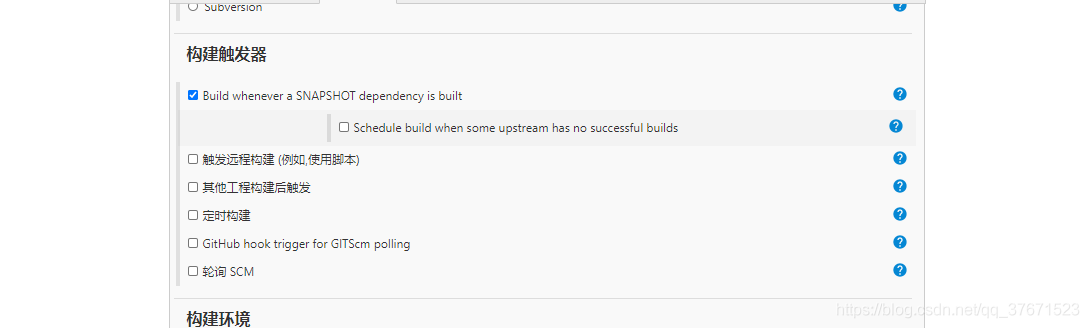 Subversion
构建触发器
Build whenever a SNAPSHOT dependency is built
Schedule build when some upstream has no successful builds
触发远程构建 (例如,使用脚本)
其他工程构建后触发
定时构建
GitHub hook trigger for GITScm polling
轮询 SCM
构建环境
https://blog.csdn.net/qq_37671523